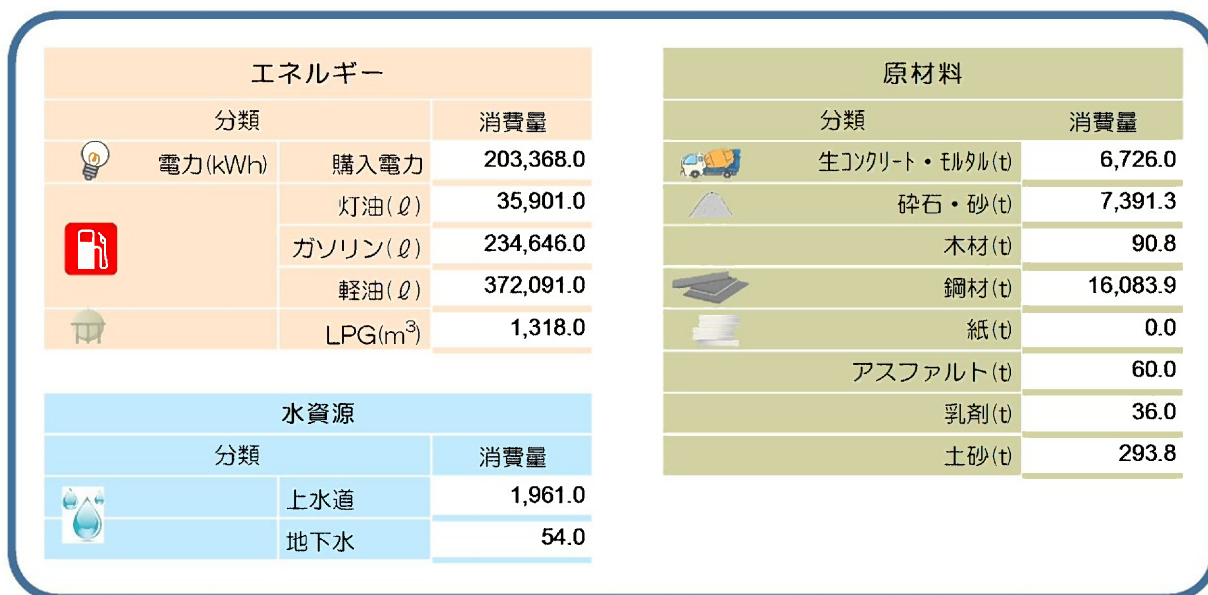 エネルギー
分類 消費量
電力(kWh) 購入電力 203,368.0
灯油(ℓ) 35,901.0
ガソリン(ℓ) 234,646.0
軽油(ℓ) 372,091.0
LPG(m³) 1,318.0
水資源
分類 消費量
上水道 1,961.0
地下水 54.0
原材料
分類 消費量
生コンクリート・モルタル(t) 6,726.0
砕石・砂(t) 7,391.3
木材(t) 90.8
鋼材(t) 16,083.9
紙(t) 0.0
アスファルト(t) 60.0
乳剤(t) 36.0
土砂(t) 293.8